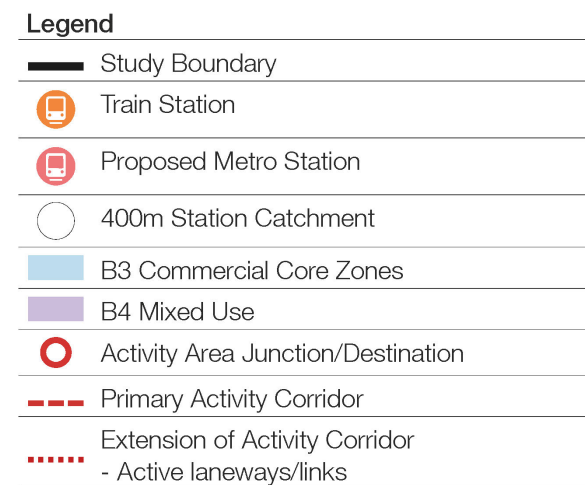 Legend
Study Boundary
Train Station
Proposed Metro Station
400m Station Catchment
B3 Commercial Core Zones
B4 Mixed Use
Activity Area Junction/Destination
Primary Activity Corridor
Extension of Activity Corridor
- Active laneways/links